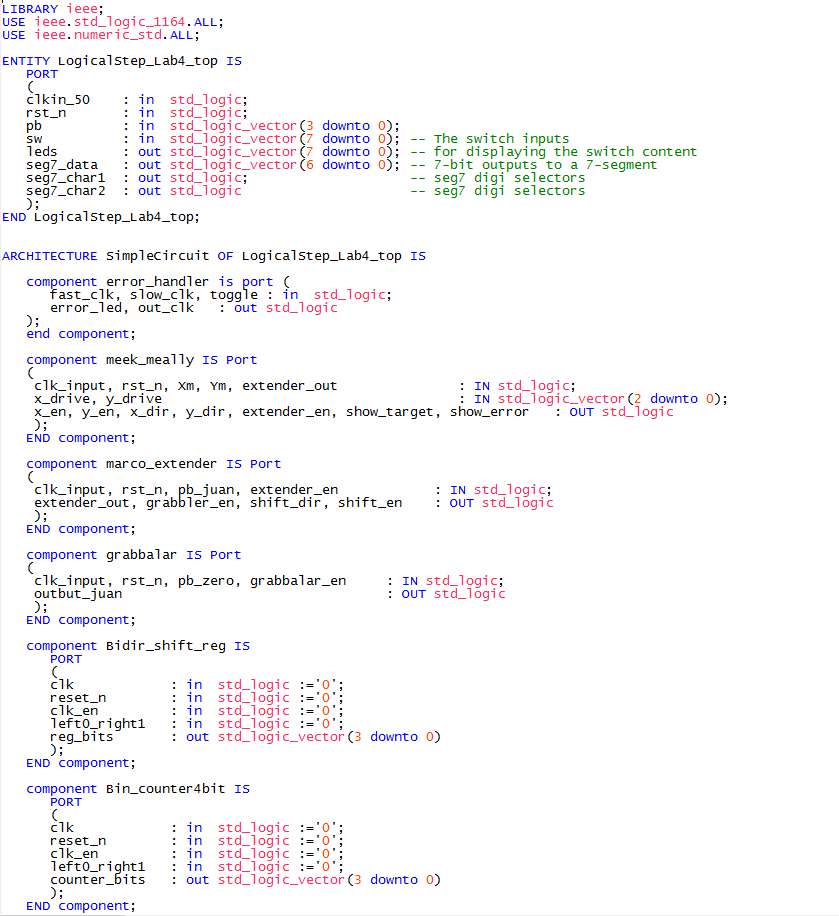 LIBRARY ieee;
USE ieee.std_logic_1164.ALL;
USE ieee.numeric_std.ALL;
ENTITY LogicalStep_Lab4_top IS
PORT
(
clkin_50 : in std_logic;
rst_n : in std_logic;
pb : in std_logic_vector(3 downto 0);
sw : in std_logic_vector(7 downto 0); -- The switch inputs
leds : out std_logic_vector(7 downto 0); -- for displaying the switch content
seg7_data : out std_logic_vector(6 downto 0); -- 7-bit outputs to a 7-segment
seg7_char1 : out std_logic; -- seg7 digi selectors
seg7_char2 : out std_logic -- seg7 digi selectors
);
END LogicalStep_Lab4_top;
ARCHITECTURE SimpleCircuit OF LogicalStep_Lab4_top IS
component error_handler is port (
fast_clk, slow_clk, toggle : in std_logic;
error_led, out_clk : out std_logic
);
end component;
component meek_meally IS Port
(
clk_input, rst_n, Xm, Ym, extender_out : IN std_logic;
x_drive, y_drive : IN std_logic_vector(2 downto 0);
x_en, y_en, x_dir, y_dir, extender_en, show_target, show_error : OUT std_logic
);
END component;
component marco_extender IS Port
(
clk_input, rst_n, pb_juan, extender_en : IN std_logic;
extender_out, grabbler_en, shift_dir, shift_en : OUT std_logic
);
END component;
component grabbalar IS Port
(
clk_input, rst_n, pb_zero, grabbalar_en : IN std_logic;
outbut_juan : OUT std_logic
);
END component;
component Bidir_shift_reg IS
PORT
(
clk : in std_logic :='0';
reset_n : in std_logic :='0';
clk_en : in std_logic :='0';
left0_right1 : in std_logic :='0';
reg_bits : out std_logic_vector(3 downto 0)
);
END component;
component Bin_counter4bit IS
PORT
(
clk : in std_logic :='0';
reset_n : in std_logic :='0';
clk_en : in std_logic :='0';
left0_right1 : in std_logic :='0';
counter_bits : out std_logic_vector(3 downto 0)
);
END component;